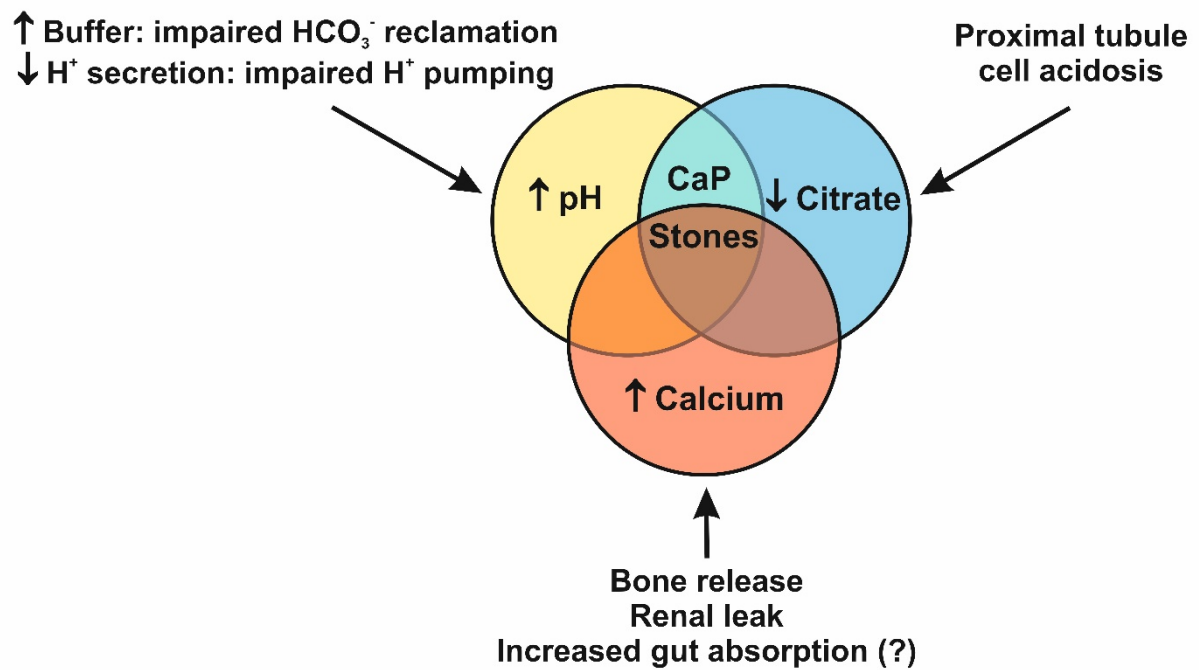 ↑ Buffer: impaired HCO₃⁻ reclamation
↓ H⁺ secretion: impaired H⁺ pumping
Proximal tubule
cell acidosis
↑ pH
CaP
↓ Citrate
Stones
↑ Calcium
Bone release
Renal leak
Increased gut absorption (?)